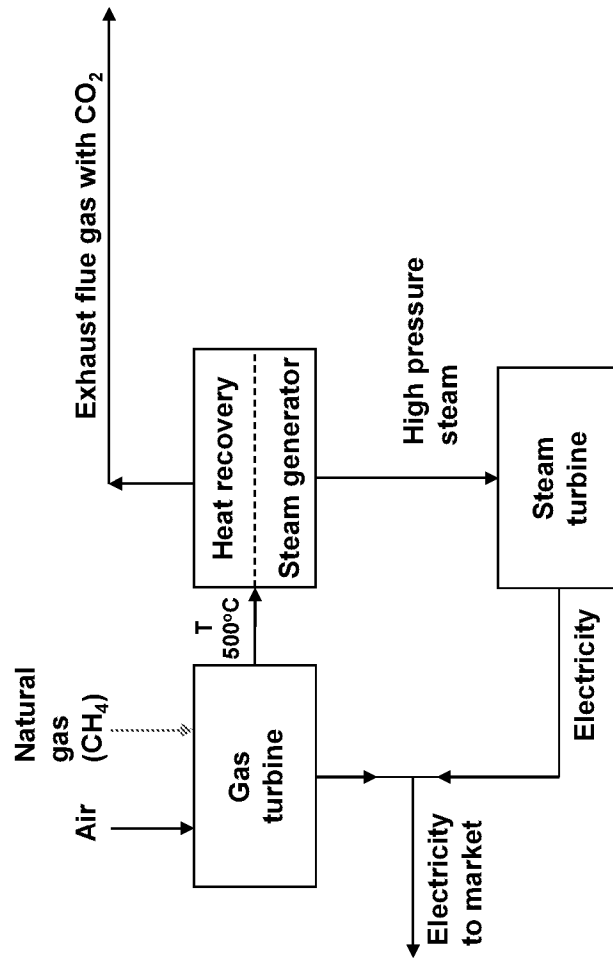 Natural
gas
(CH₄)
Air
Gas
turbine
T
500ºC
Heat recovery
Steam generator
Exhaust flue gas with CO₂
High pressure
steam
Steam
turbine
Electricity
Electricity
to market